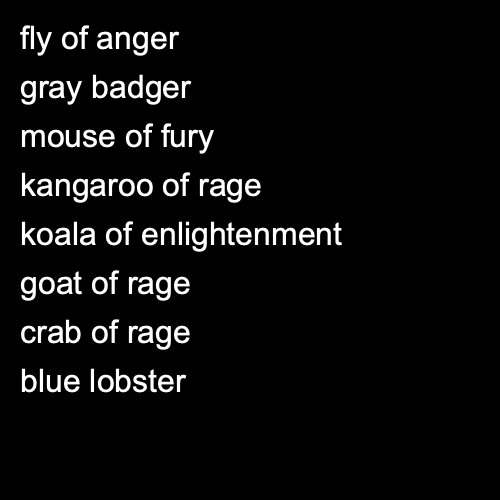 fly of anger
gray badger
mouse of fury
kangaroo of rage
koala of enlightenment
goat of rage
crab of rage
blue lobster